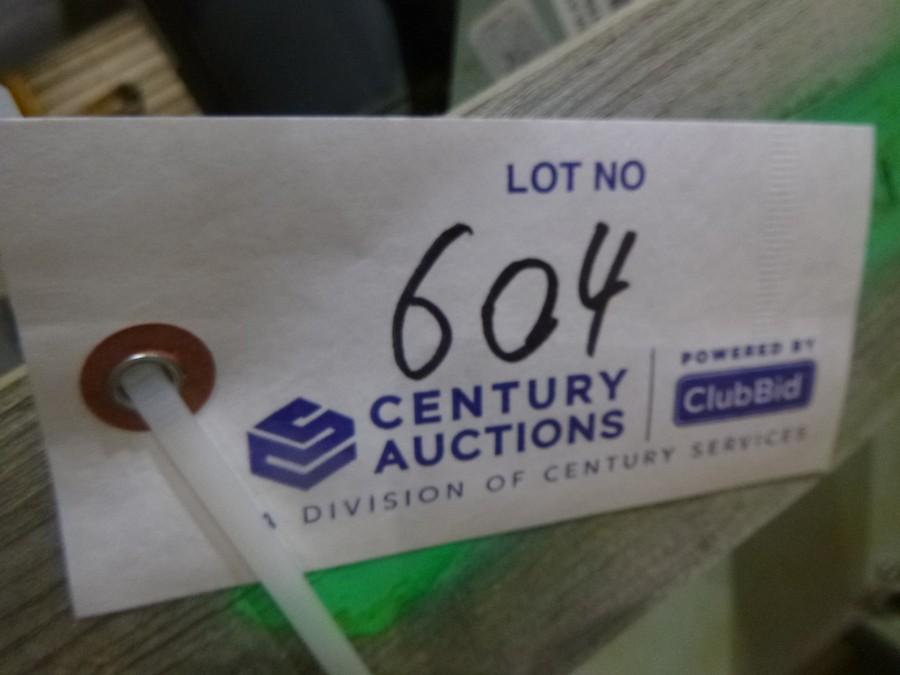 LOT NO
604
CENTURY
AUCTIONS
POWERED BY
ClubBid
A DIVISION OF CENTURY SERVICES